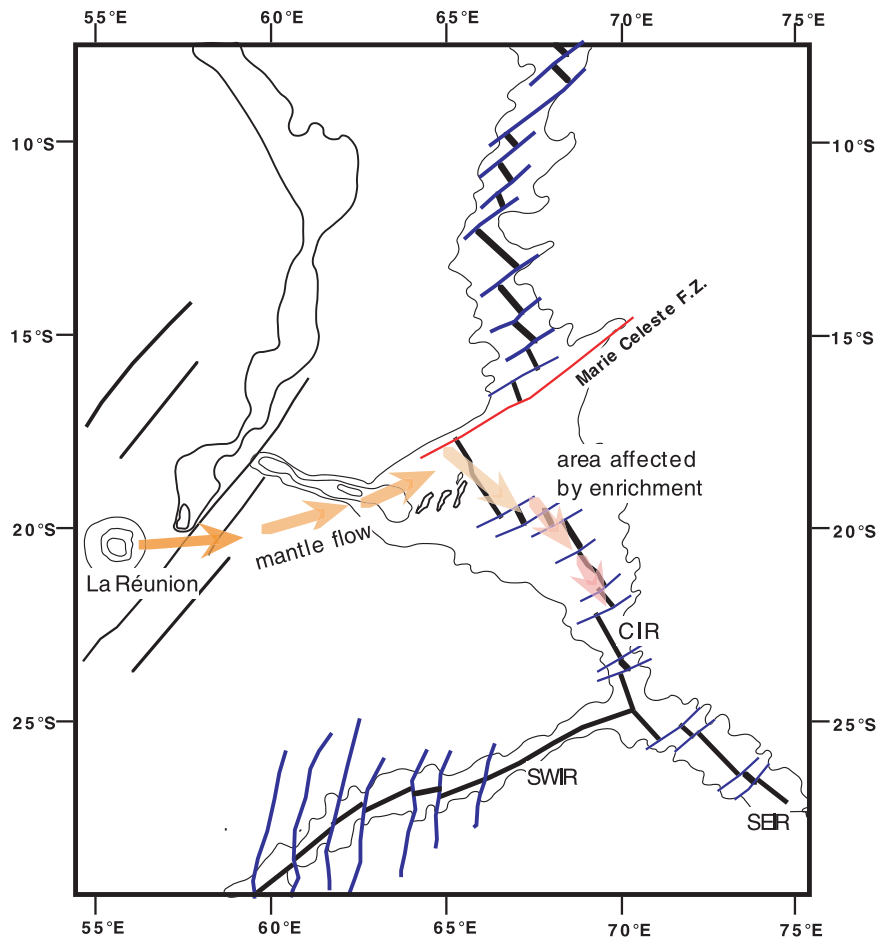 55°E 60°E 65°E 70°E 75°E
10°S 10°S
Marie Celeste F.Z.
15°S 15°S
area affected
by enrichment
20°S 20°S
mantle flow
La Réunion
CIR
25°S 25°S
SWIR
SEIR
55°E 60°E 65°E 70°E 75°E